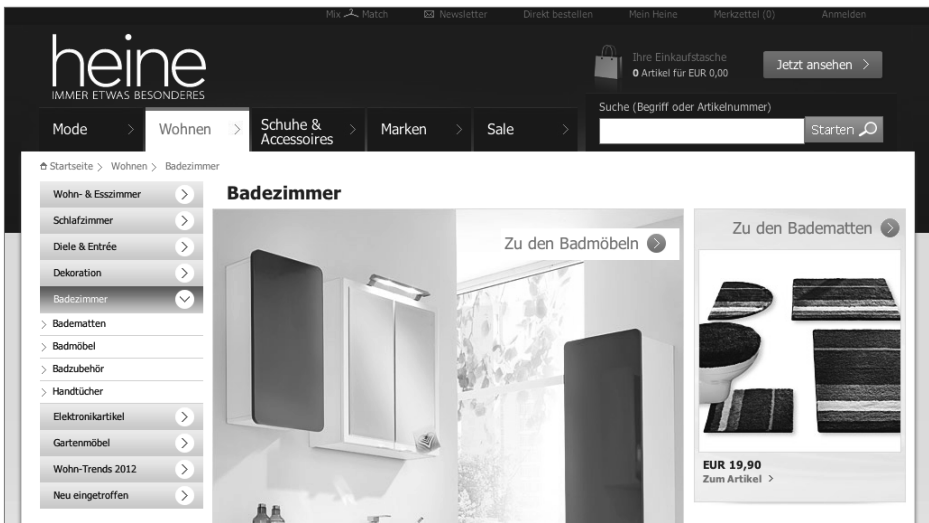 Mix Match Newsletter Direkt bestellen Mein Heine Merkzettel (0) Anmelden
heine
IMMER ETWAS BESONDERES
Ihre Einkaufstasche
0 Artikel für EUR 0,00
Jetzt ansehen
Mode
Wohnen
Schuhe &
Accessoires
Marken
Sale
Suche (Begriff oder Artikelnummer)
Starten
Startseite > Wohnen > Badezimmer
Wohn- & Esszimmer
Schlafzimmer
Diele & Entrée
Dekoration
Badezimmer
Badematten
Badmöbel
Badzubehör
Handtücher
Elektronikartikel
Gartenmöbel
Wohn-Trends 2012
Neu eingetroffen
Badezimmer
Zu den Badmöbeln
Zu den Badematten
EUR 19,90
Zum Artikel >